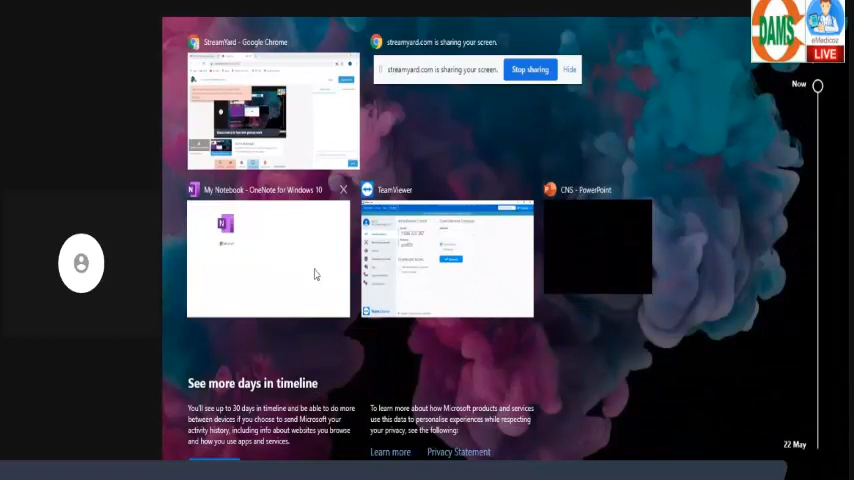 DAMS
eMedicoz
LIVE
StreamYard - Google Chrome
streamyard.com is sharing your screen.
streamyard.com is sharing your screen.
Stop sharing
Hide
Now
My Notebook - OneNote for Windows 10
TeamViewer
CNS - PowerPoint
See more days in timeline
You'll see up to 30 days in timeline and be able to do more
between devices if you choose to send Microsoft your
activity history, including info about websites you browse
and how you use apps and services.
To learn more about how Microsoft products and services
use this data to personalise experiences while respecting
your privacy, see the following:
Learn more
Privacy Statement
22 May